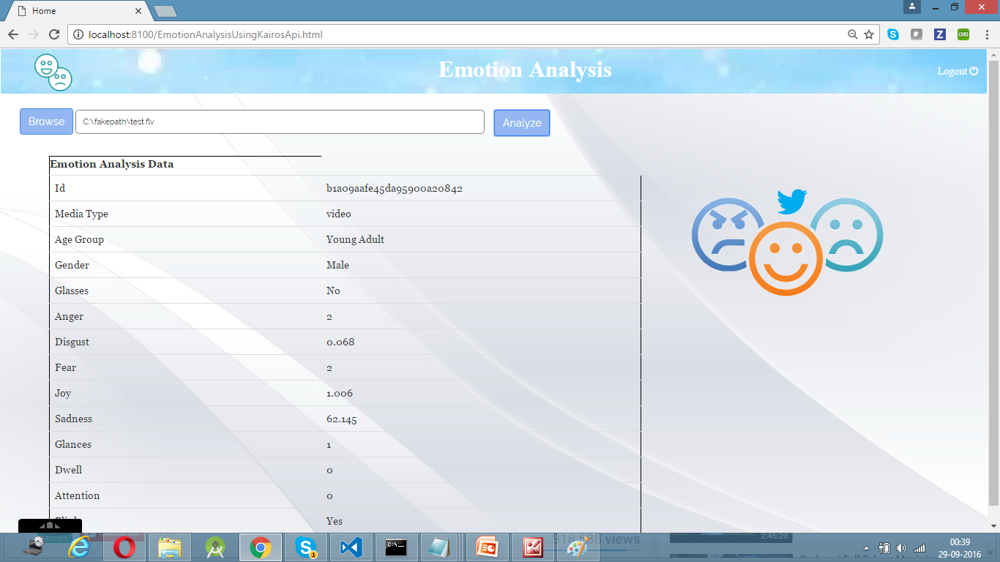 Home
localhost:8100/EmotionAnalysisUsingKairosApi.html
CORS
Emotion Analysis
Logout
Browse C:\fakepath\test.flv Analyze
Emotion Analysis Data
Id b1a09aafe45da95900a20842
Media Type video
Age Group Young Adult
Gender Male
Glasses No
Anger 2
Disgust 0.068
Fear 2
Joy 1.006
Sadness 62.145
Glances 1
Dwell 0
Attention 0
Yes
918,588 views
2:45:20
00:39
29-09-2016